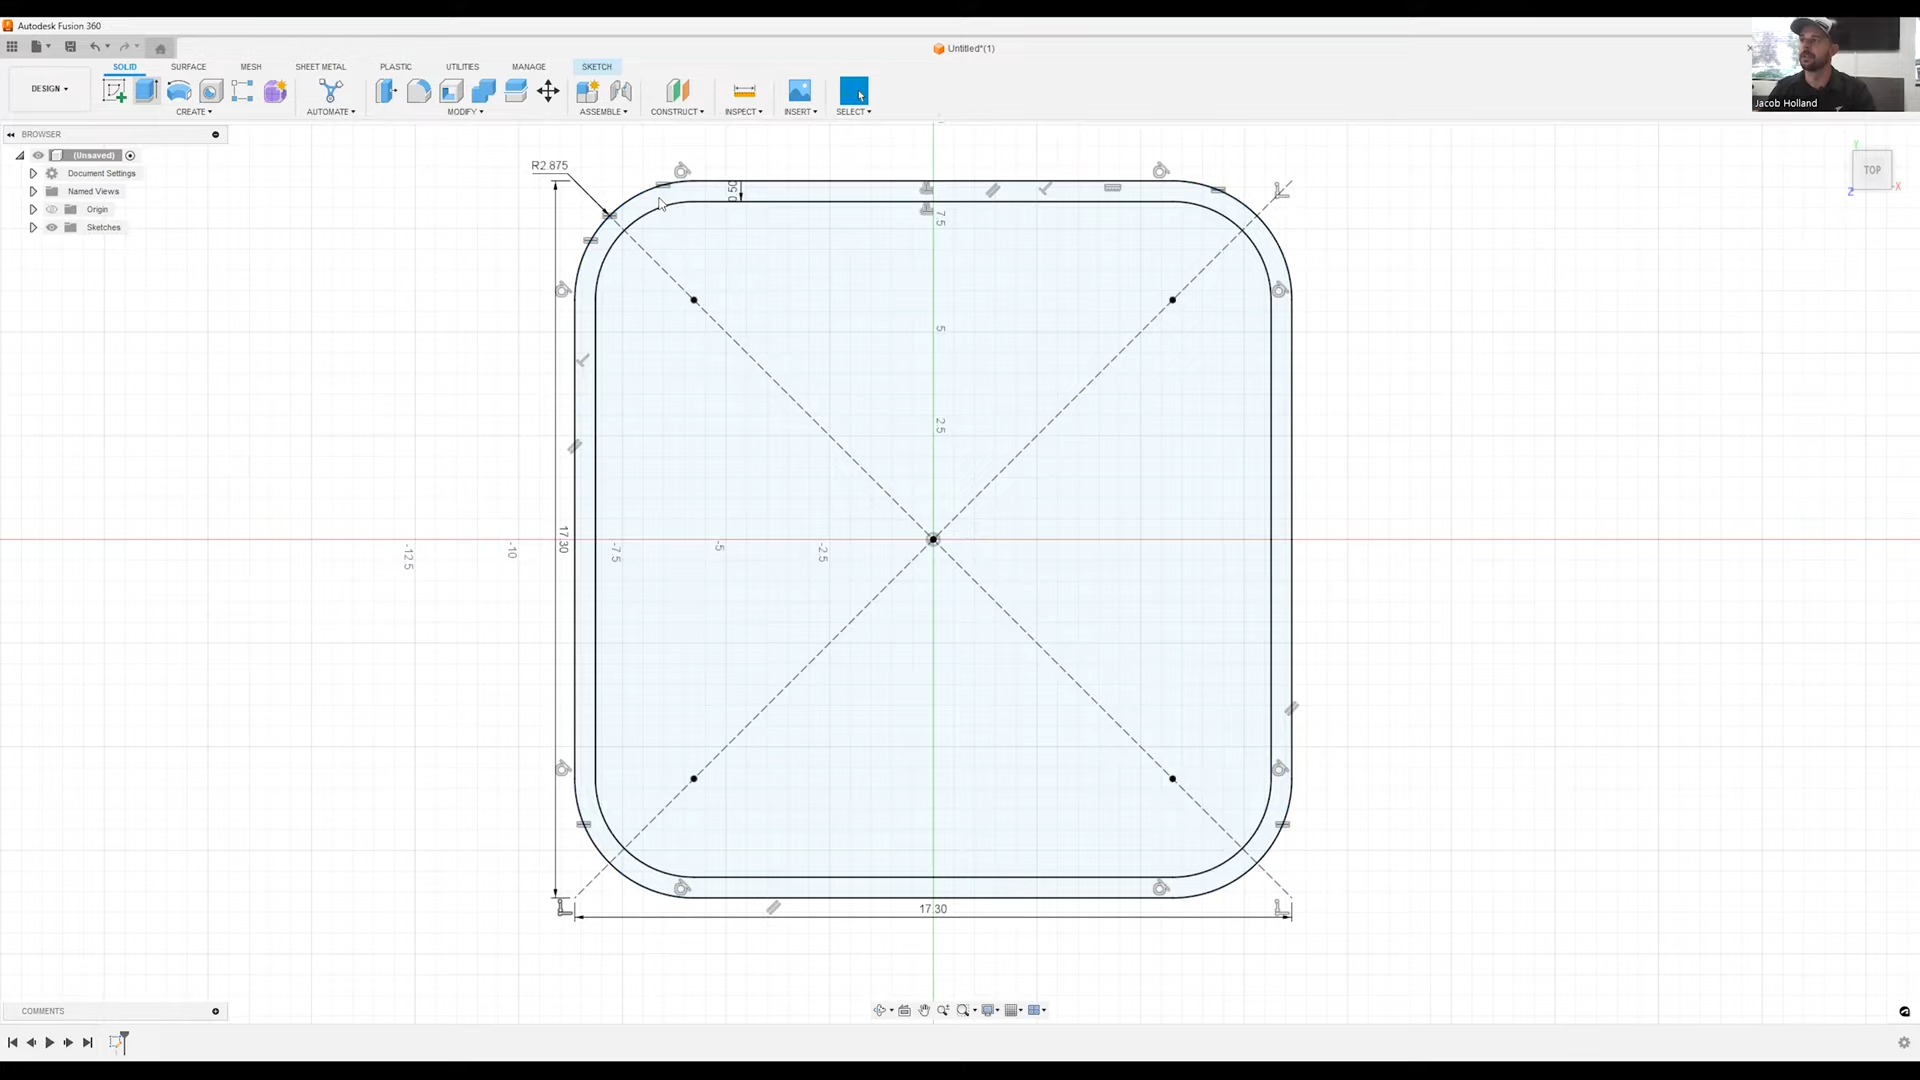 Autodesk Fusion 360
Untitled*(1)
DESIGN
SOLID SURFACE MESH SHEET METAL PLASTIC UTILITIES MANAGE SKETCH
CREATE AUTOMATE MODIFY ASSEMBLE CONSTRUCT INSPECT INSERT SELECT
Jacob Holland
BROWSER
(Unsaved)
Document Settings
Named Views
Origin
Sketches
R2.875
0.50
7.5
5
2.5
17.30
-12.5
-10
-7.5
-5
-2.5
17.30
TOP
Y
X
Z
COMMENTS